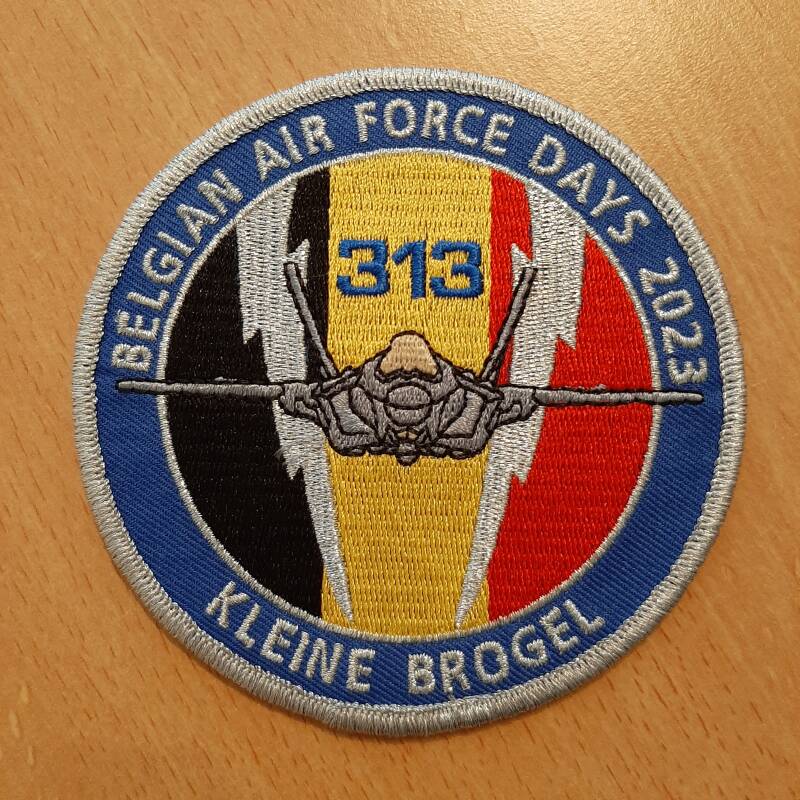 BELGIAN AIR FORCE DAYS 2023
313
KLEINE BROGEL